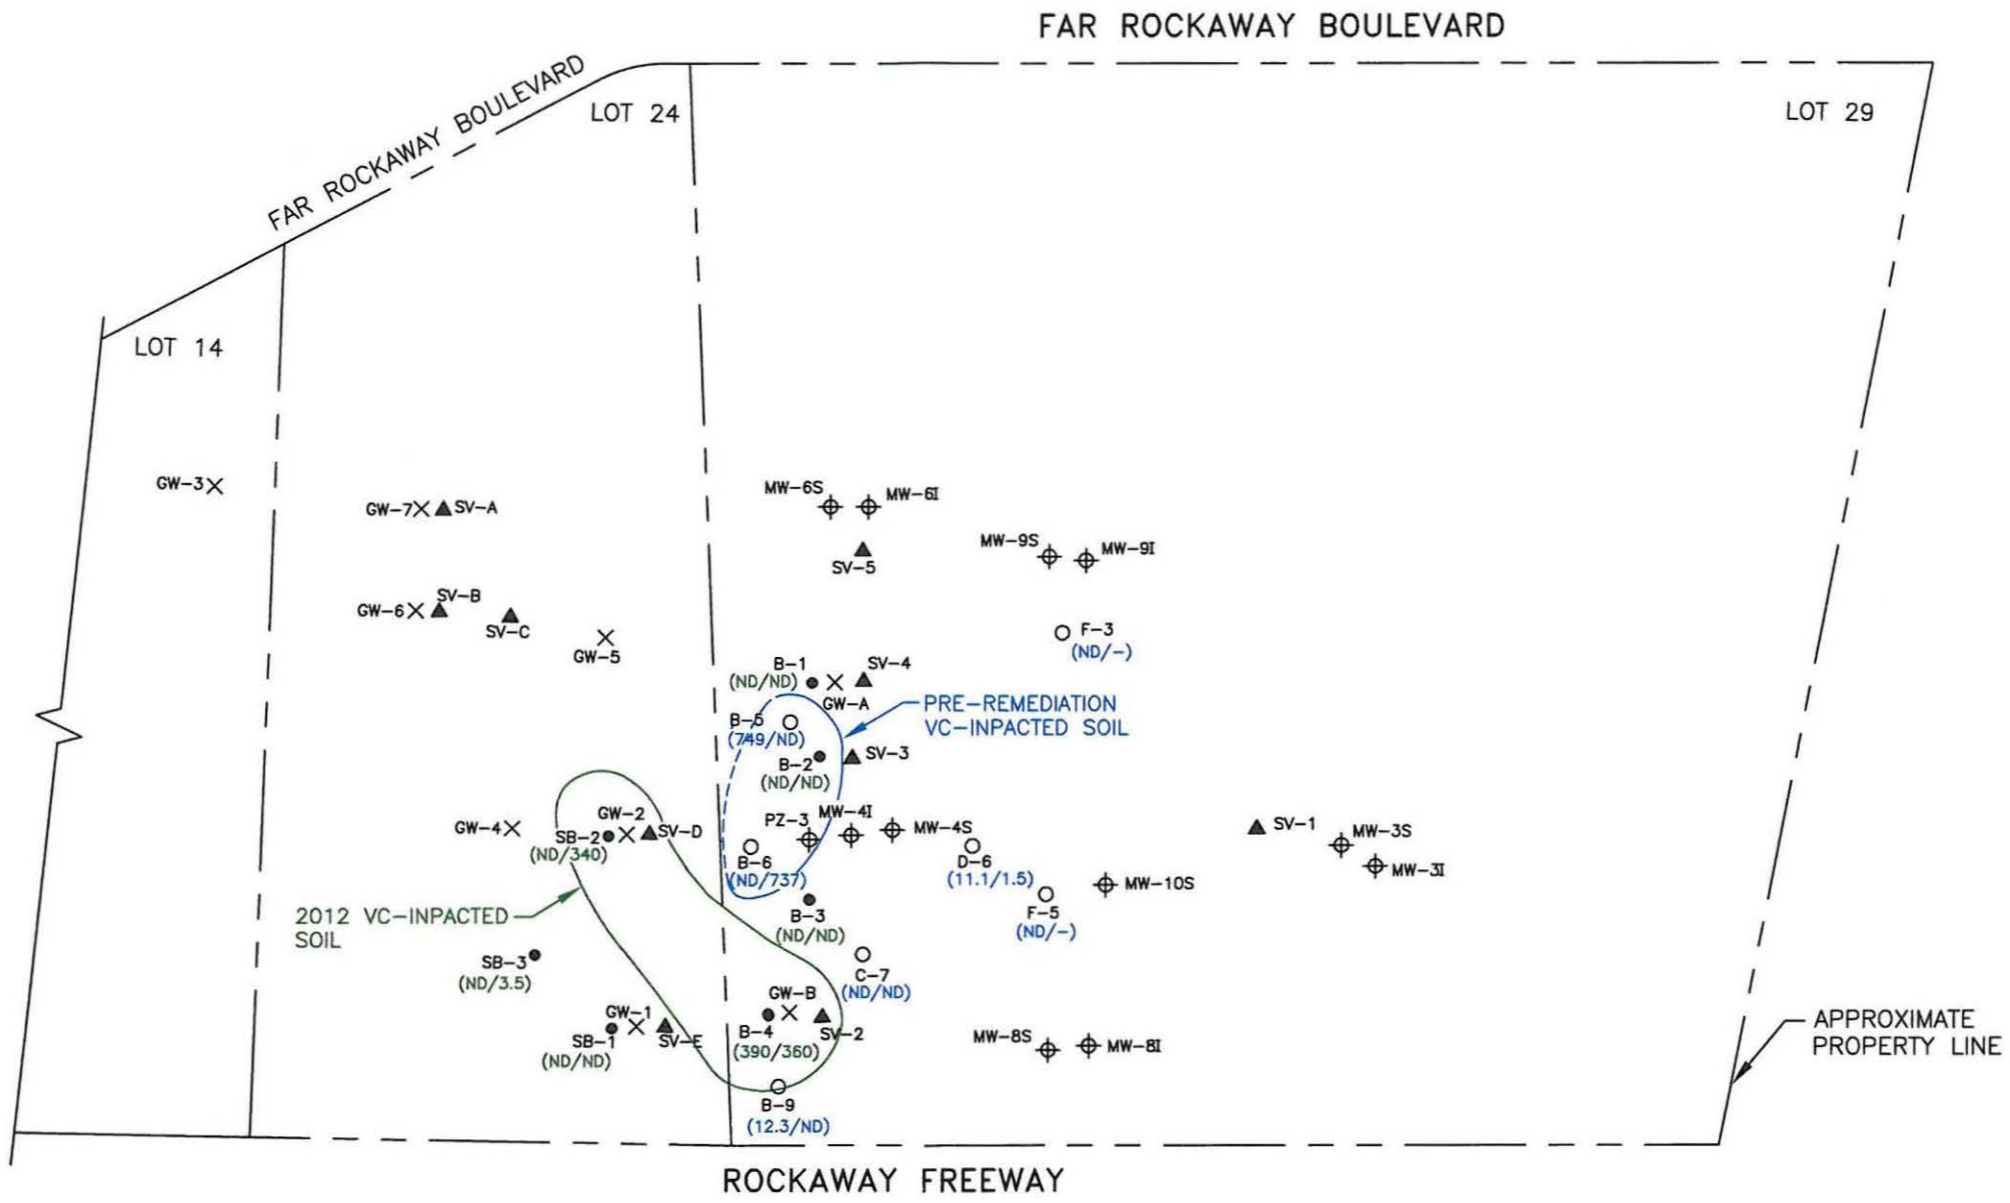 FAR ROCKAWAY BOULEVARD
FAR ROCKAWAY BOULEVARD
LOT 24
LOT 29
LOT 14
GW-3
GW-7
SV-A
MW-6S
MW-6I
SV-5
MW-9S
MW-9I
GW-6
SV-B
SV-C
GW-5
F-3
(ND/-)
B-1
(ND/ND)
SV-4
GW-A
PRE-REMEDIATION
VC-INPACTED SOIL
B-5
(749/ND)
B-2
(ND/ND)
SV-3
GW-4
GW-2
SB-2
(ND/340)
SV-D
PZ-3
MW-4I
MW-4S
B-6
(ND/737)
D-6
(11.1/1.5)
SV-1
MW-3S
MW-3I
MW-10S
F-5
(ND/-)
2012 VC-INPACTED
SOIL
B-3
(ND/ND)
SB-3
(ND/3.5)
C-7
(ND/ND)
GW-1
SB-1
(ND/ND)
SV-E
GW-B
B-4
(390/360)
SV-2
MW-8S
MW-8I
B-9
(12.3/ND)
APPROXIMATE
PROPERTY LINE
ROCKAWAY FREEWAY